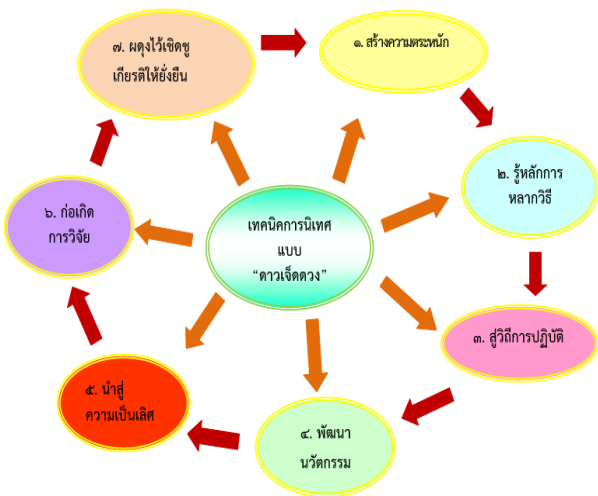 ๗. ผดุงไว้เชิดชู
เกียรติให้ยั่งยืน
๑. สร้างความตระหนัก
๒. รู้หลักการ
หลากวิธี
๖. ก่อเกิด
การวิจัย
เทคนิคการนิเทศ
แบบ
“ดาวเจ็ดดวง”
๓. สู่วิถีการปฏิบัติ
๕. นำสู่
ความเป็นเลิศ
๔. พัฒนา
นวัตกรรม